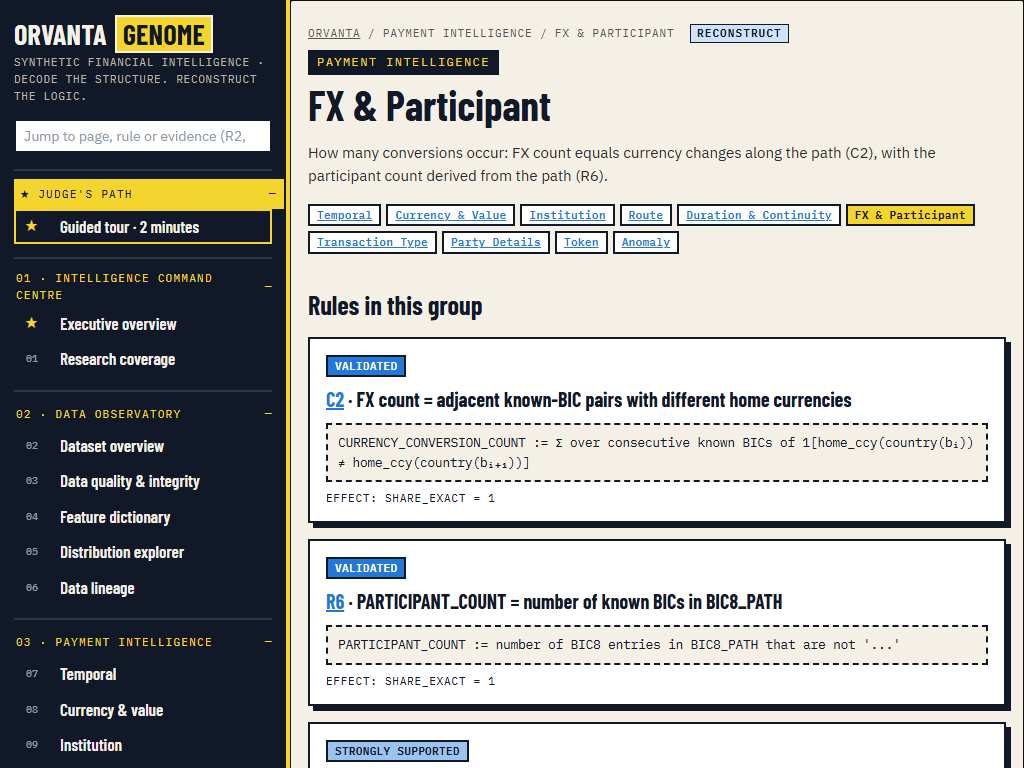 ORVANTA GENOME
SYNTHETIC FINANCIAL INTELLIGENCE ·
DECODE THE STRUCTURE. RECONSTRUCT
THE LOGIC.
Jump to page, rule or evidence (R2,
★ JUDGE'S PATH –
★ Guided tour · 2 minutes
01 · INTELLIGENCE COMMAND
CENTRE –
★ Executive overview
01 Research coverage
02 · DATA OBSERVATORY –
02 Dataset overview
03 Data quality & integrity
04 Feature dictionary
05 Distribution explorer
06 Data lineage
03 · PAYMENT INTELLIGENCE –
07 Temporal
08 Currency & value
09 Institution
ORVANTA / PAYMENT INTELLIGENCE / FX & PARTICIPANT RECONSTRUCT
PAYMENT INTELLIGENCE
FX & Participant
How many conversions occur: FX count equals currency changes along the path (C2), with the
participant count derived from the path (R6).
Temporal Currency & Value Institution Route Duration & Continuity FX & Participant
Transaction Type Party Details Token Anomaly
Rules in this group
VALIDATED
C2 · FX count = adjacent known-BIC pairs with different home currencies
CURRENCY_CONVERSION_COUNT := Σ over consecutive known BICs of 1[home_ccy(country(bᵢ))
≠ home_ccy(country(bᵢ₊₁))]
EFFECT: SHARE_EXACT = 1
VALIDATED
R6 · PARTICIPANT_COUNT = number of known BICs in BIC8_PATH
PARTICIPANT_COUNT := number of BIC8 entries in BIC8_PATH that are not '...'
EFFECT: SHARE_EXACT = 1
STRONGLY SUPPORTED